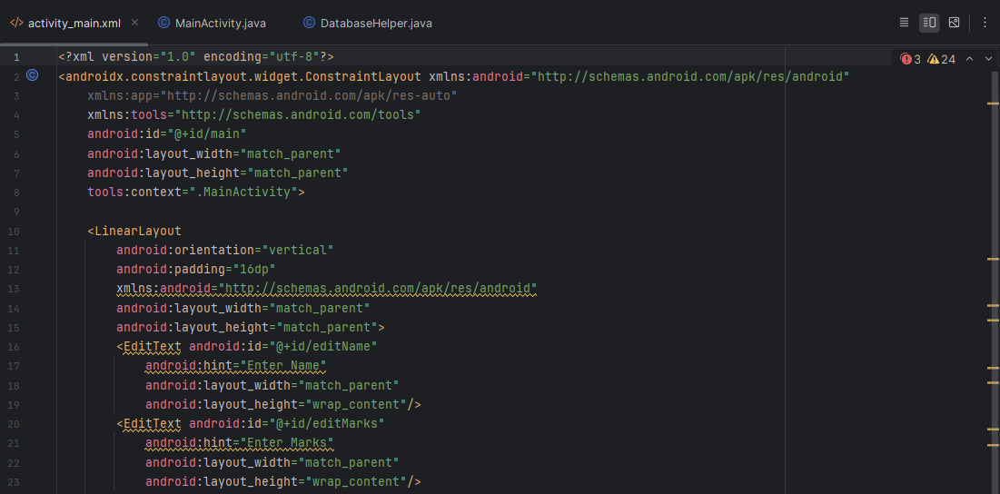 activity_main.xml MainActivity.java DatabaseHelper.java
1 <?xml version="1.0" encoding="utf-8"?>
3 24
2 <androidx.constraintlayout.widget.ConstraintLayout xmlns:android="http://schemas.android.com/apk/res/android"
3 xmlns:app="http://schemas.android.com/apk/res-auto"
4 xmlns:tools="http://schemas.android.com/tools"
5 android:id="@+id/main"
6 android:layout_width="match_parent"
7 android:layout_height="match_parent"
8 tools:context=".MainActivity">
9
10 <LinearLayout
11 android:orientation="vertical"
12 android:padding="16dp"
13 xmlns:android="http://schemas.android.com/apk/res/android"
14 android:layout_width="match_parent"
15 android:layout_height="match_parent">
16 <EditText android:id="@+id/editName"
17 android:hint="Enter Name"
18 android:layout_width="match_parent"
19 android:layout_height="wrap_content"/>
20 <EditText android:id="@+id/editMarks"
21 android:hint="Enter Marks"
22 android:layout_width="match_parent"
23 android:layout_height="wrap_content"/>